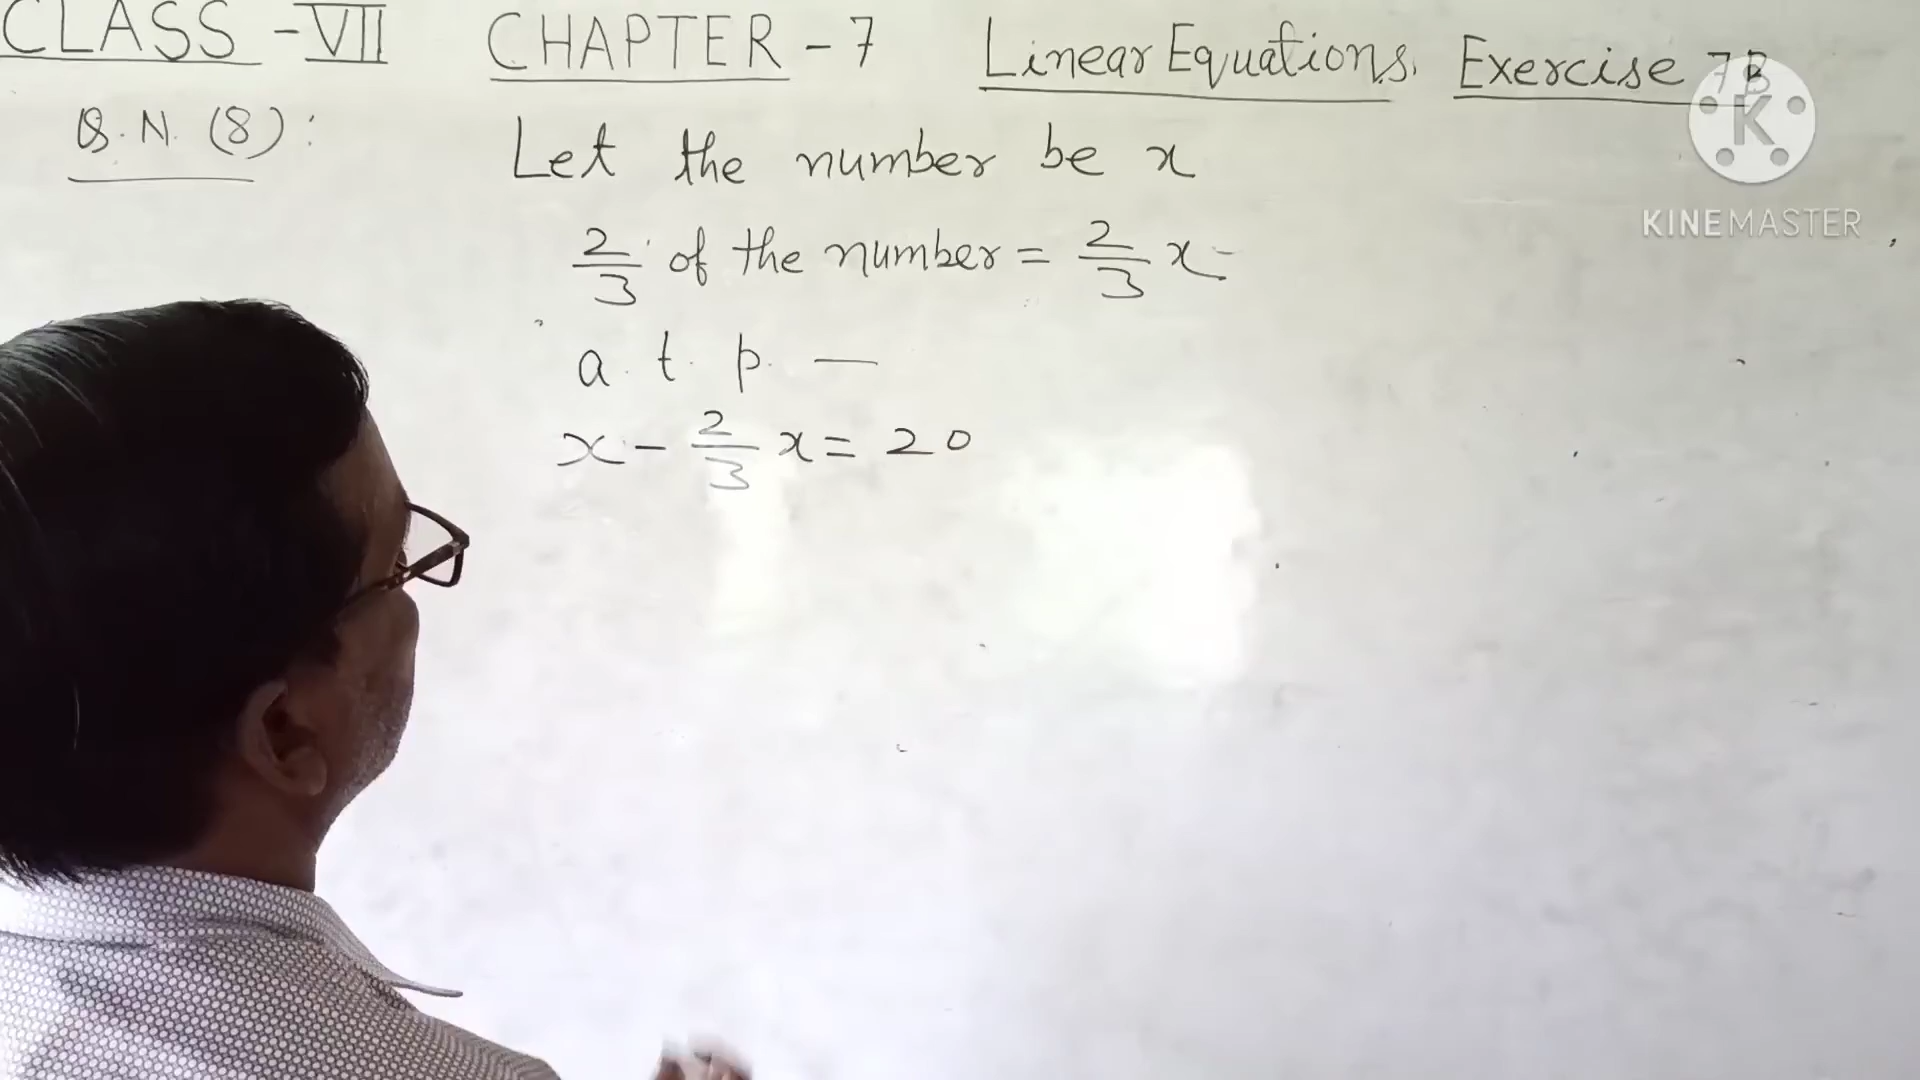 CLASS - VII CHAPTER - 7 Linear Equations. Exercise 7B
Q. N. (8) : Let the number be x
K
KINEMASTER
2/3 of the number = 2/3 x
a. t. p. —
x - 2/3 x = 20